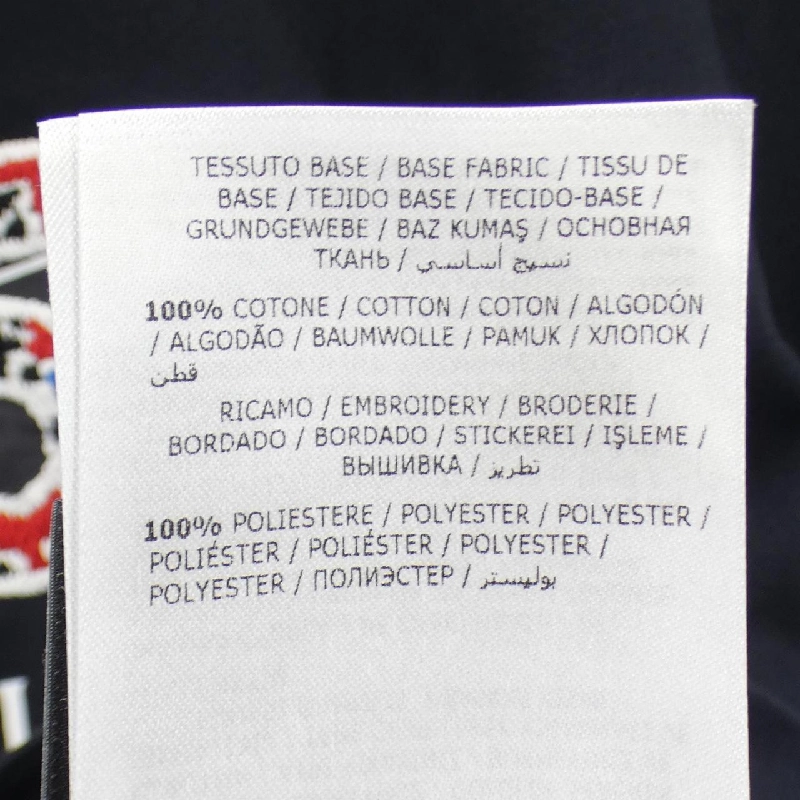 TESSUTO BASE / BASE FABRIC / TISSU DE
BASE / TEJIDO BASE / TECIDO-BASE /
GRUNDGEWEBE / BAZ KUMAŞ / ОСНОВНАЯ
ТКАНЬ / نسيج أساسي
100% COTONE / COTTON / COTON / ALGODÓN
/ ALGODÃO / BAUMWOLLE / PAMUK / ХЛОПОК /
قطن
RICAMO / EMBROIDERY / BRODERIE /
BORDADO / BORDADO / STICKEREI / IŞLEME /
ВЫШИВКА / تطريز
100% POLIESTERE / POLYESTER / POLYESTER /
POLIÉSTER / POLIÉSTER / POLYESTER /
POLYESTER / ПОЛИЭСТЕР / بوليستر